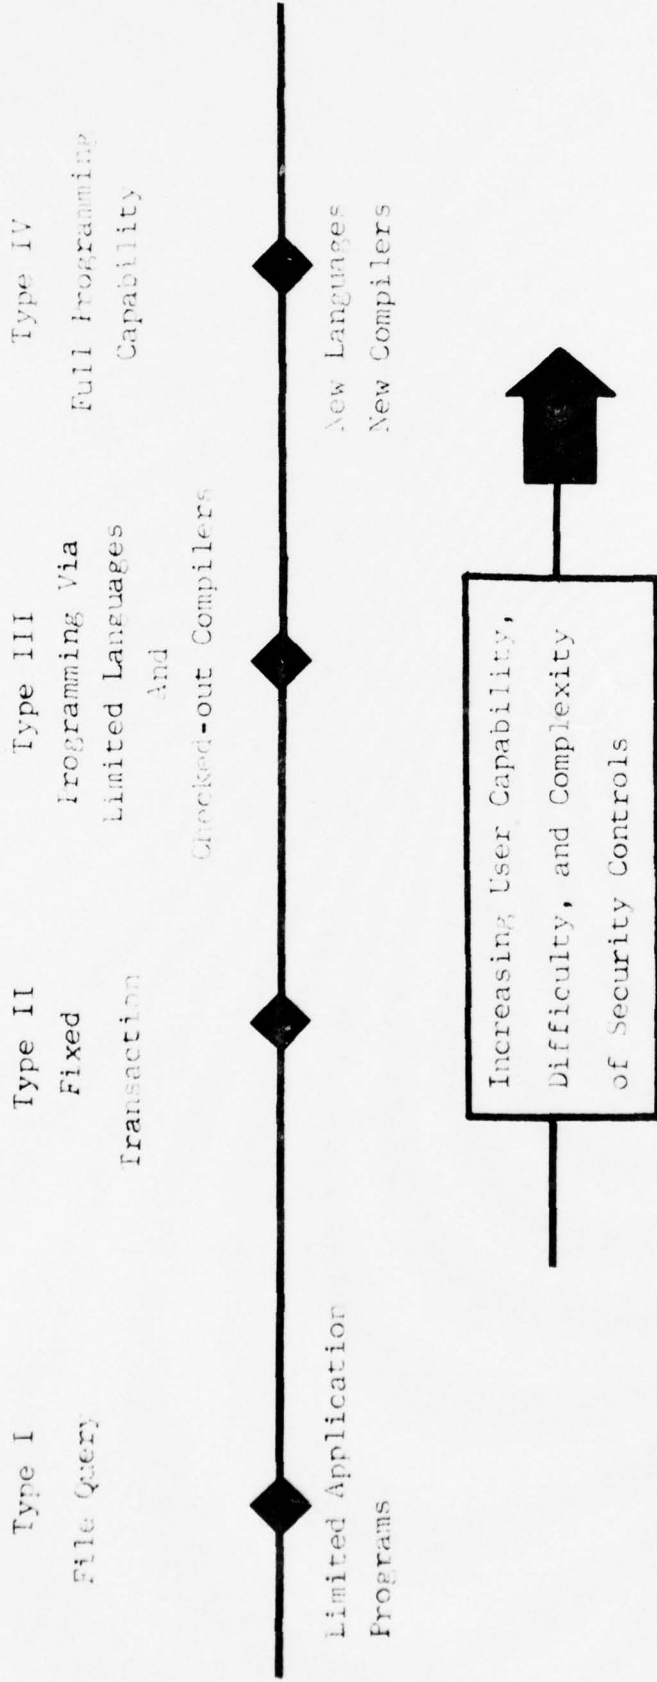 Type I
File Query
Type II
Fixed
Transaction
Type III
Programming Via
Limited Languages
And
Checked-out Compilers
Type IV
Full Programming
Capability
Limited Application
Programs
New Languages
New Compilers
Increasing User Capability,
Difficulty, and Complexity
of Security Controls